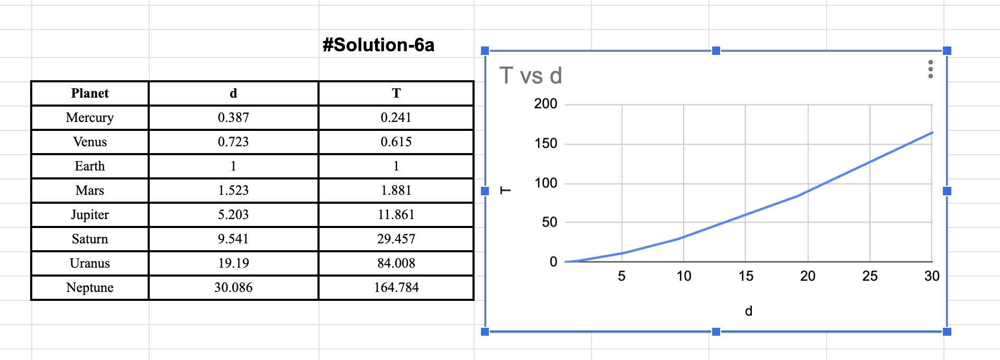 #Solution-6a
Planet d T
Mercury 0.387 0.241
Venus 0.723 0.615
Earth 1 1
Mars 1.523 1.881
Jupiter 5.203 11.861
Saturn 9.541 29.457
Uranus 19.19 84.008
Neptune 30.086 164.784
T vs d
200
150
100
50
0
T
5 10 15 20 25 30
d